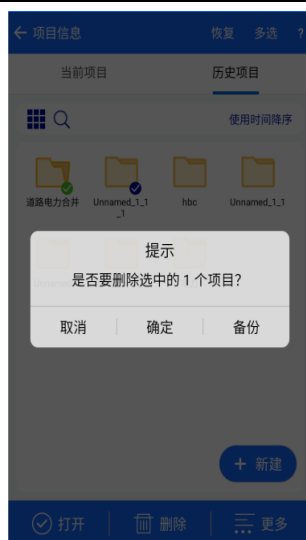 项目信息 恢复 多选 ?
当前项目 历史项目
使用时间降序
道路电力合并 Unnamed_1_1 hbc Unnamed_1_1
_1
提示
是否要删除选中的 1 个项目?
取消 确定 备份
+ 新建
打开 删除 更多